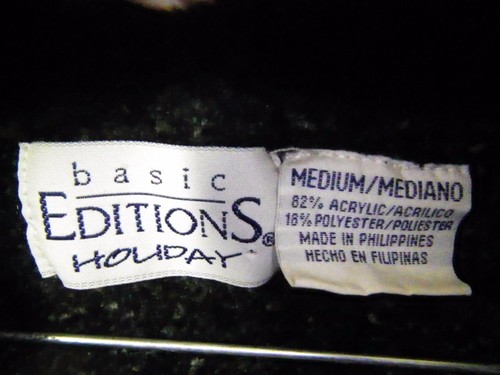 basic
EDITIONS®
HOLIDAY
MEDIUM/MEDIANO
82% ACRYLIC/ACRILICO
18% POLYESTER/POLIESTER
MADE IN PHILIPPINES
HECHO EN FILIPINAS